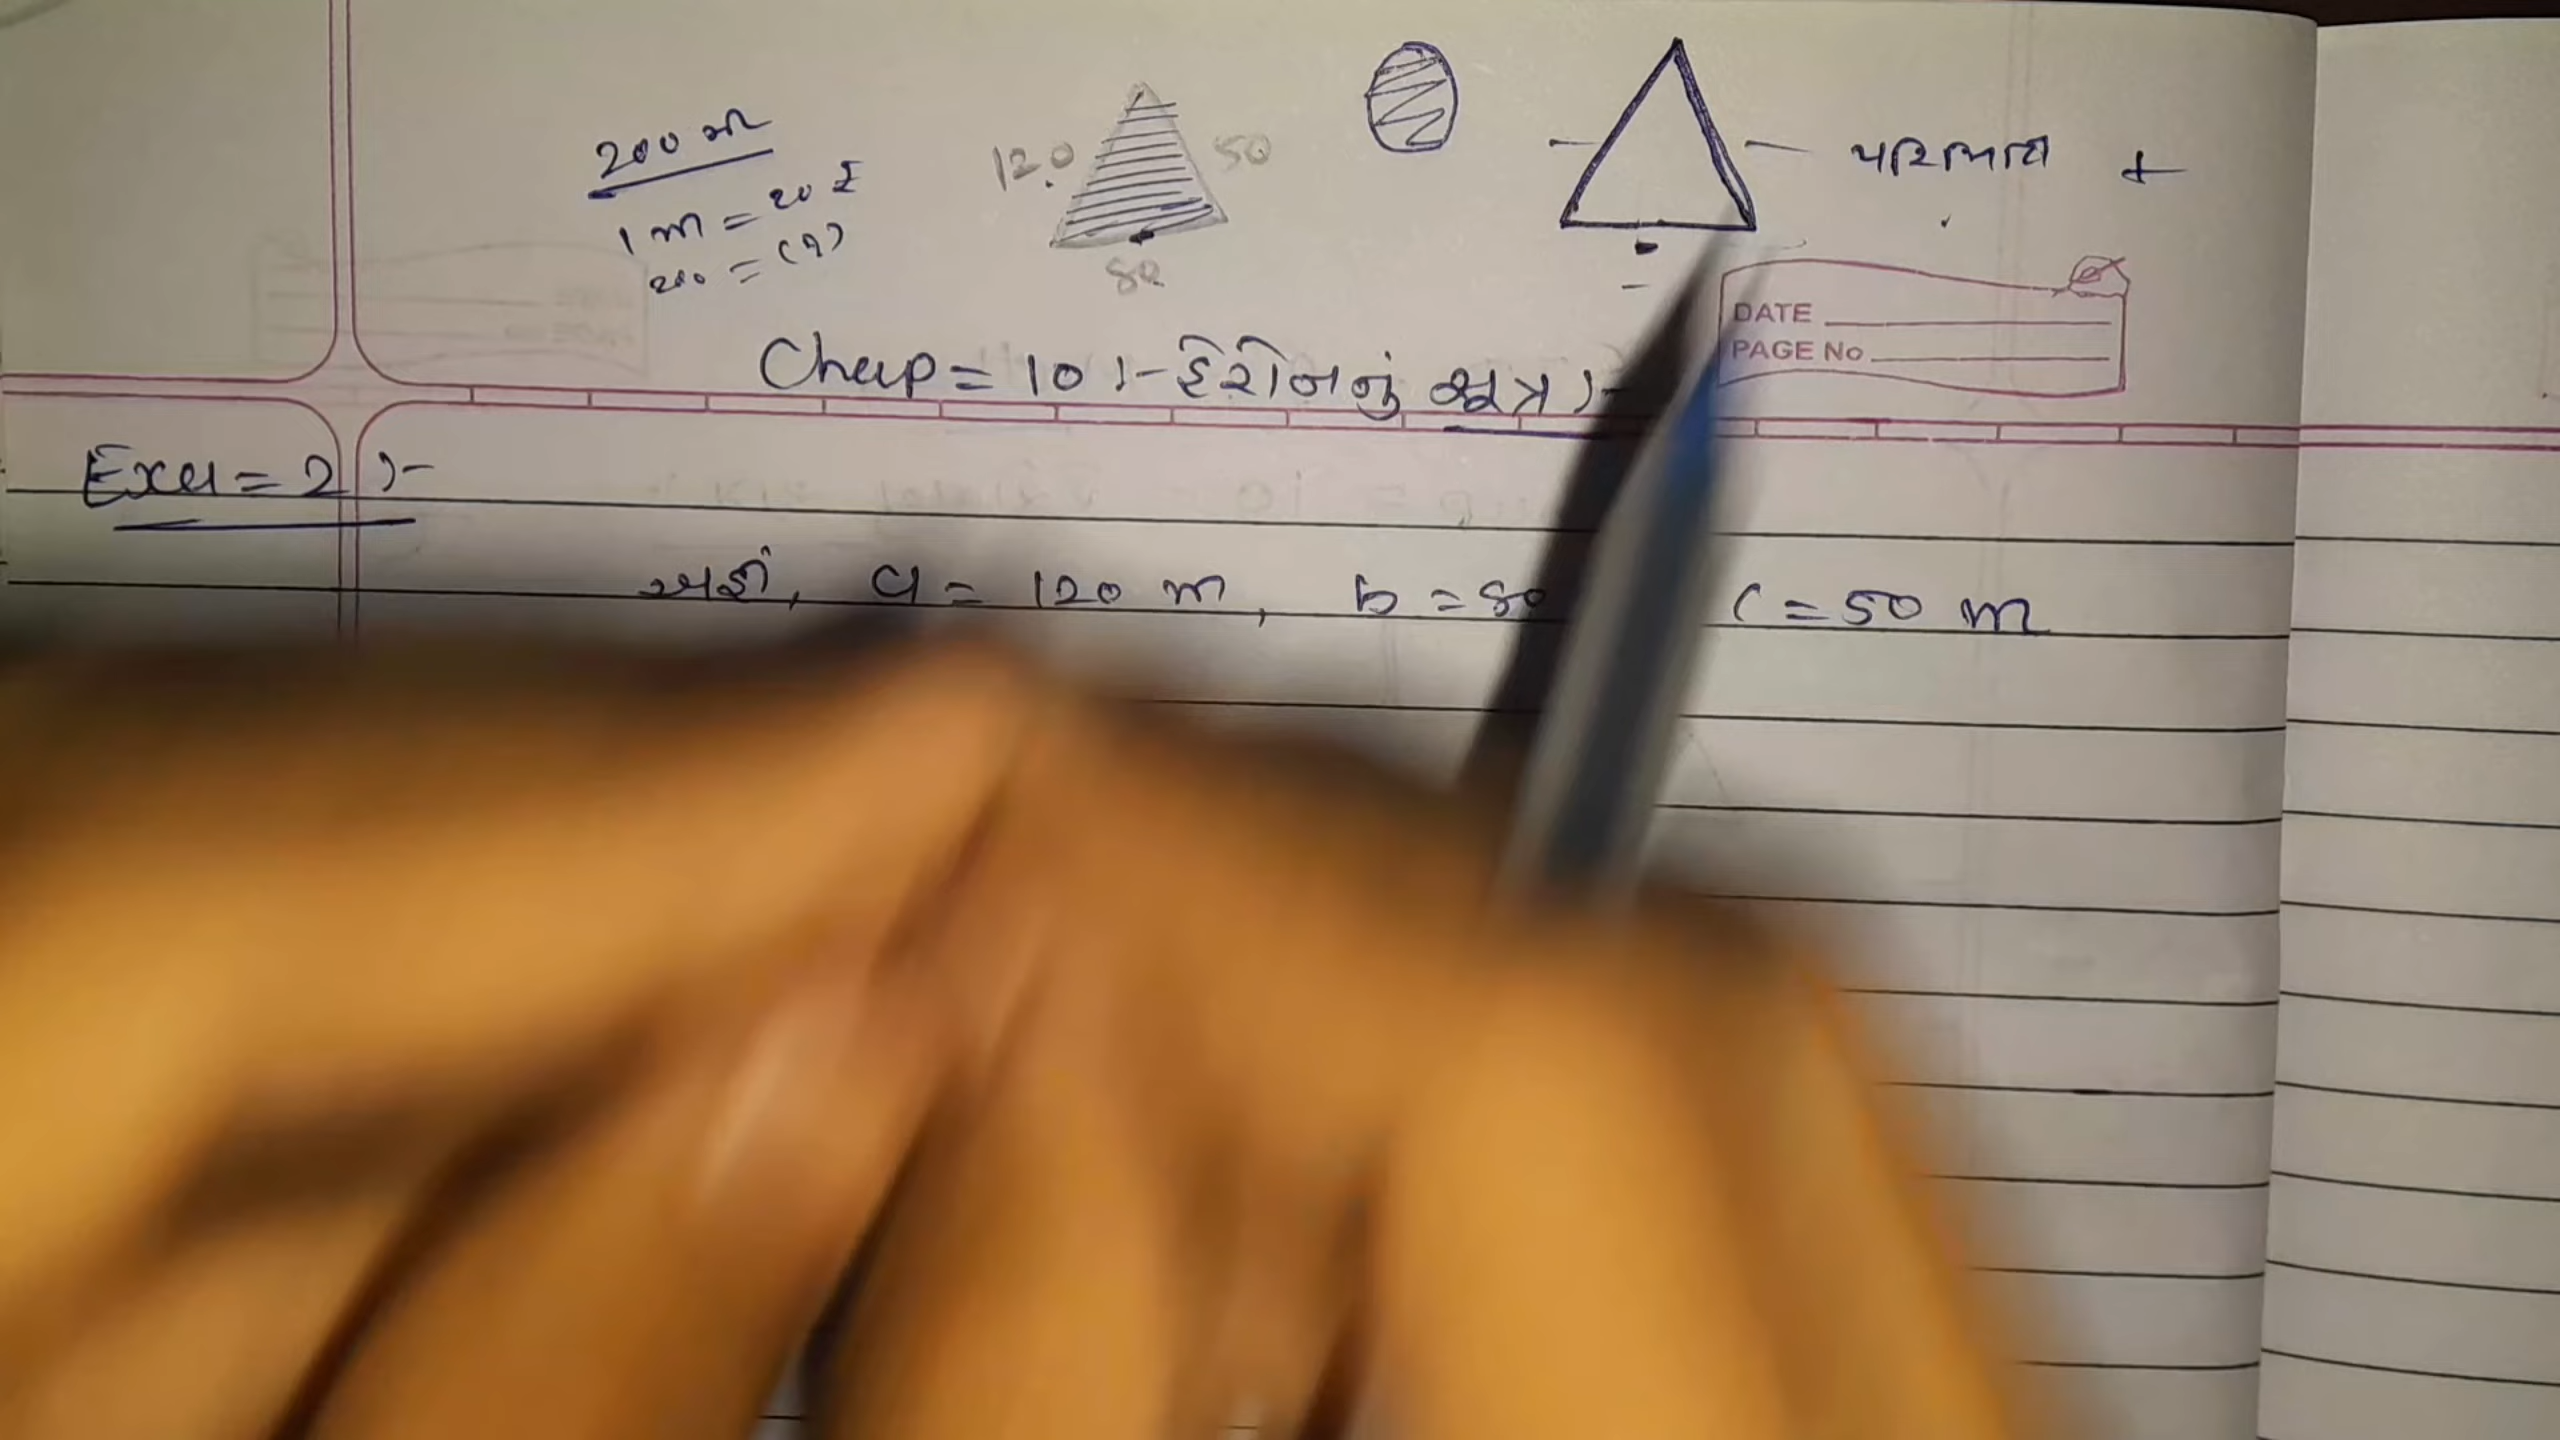 200 મી
1 m = 20 ₹
200 = (?)
120
50
80
પરિમિતી +
DATE
PAGE No
Chap = 10 :- હેરોનનું સૂત્ર :-
Exa = 2 :-
અહીં, a = 120 m, b = 80 c = 50 m